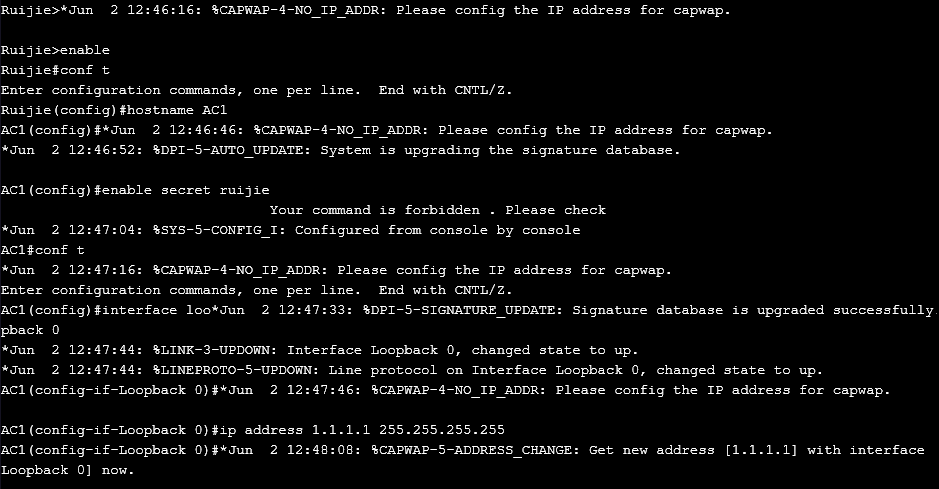 Ruijie>*Jun  2 12:46:16: %CAPWAP-4-NO_IP_ADDR: Please config the IP address for capwap.
Ruijie>enable
Ruijie#conf t
Enter configuration commands, one per line.  End with CNTL/Z.
Ruijie(config)#hostname AC1
AC1(config)#*Jun  2 12:46:46: %CAPWAP-4-NO_IP_ADDR: Please config the IP address for capwap.
*Jun  2 12:46:52: %DPI-5-AUTO_UPDATE: System is upgrading the signature database.
AC1(config)#enable secret ruijie
Your command is forbidden . Please check
*Jun  2 12:47:04: %SYS-5-CONFIG_I: Configured from console by console
AC1#conf t
*Jun  2 12:47:16: %CAPWAP-4-NO_IP_ADDR: Please config the IP address for capwap.
Enter configuration commands, one per line.  End with CNTL/Z.
AC1(config)#interface loo*Jun  2 12:47:33: %DPI-5-SIGNATURE_UPDATE: Signature database is upgraded successfully.
pback 0
*Jun  2 12:47:44: %LINK-3-UPDOWN: Interface Loopback 0, changed state to up.
*Jun  2 12:47:44: %LINEPROTO-5-UPDOWN: Line protocol on Interface Loopback 0, changed state to up.
AC1(config-if-Loopback 0)#*Jun  2 12:47:46: %CAPWAP-4-NO_IP_ADDR: Please config the IP address for capwap.
AC1(config-if-Loopback 0)#ip address 1.1.1.1 255.255.255.255
AC1(config-if-Loopback 0)#*Jun  2 12:48:08: %CAPWAP-5-ADDRESS_CHANGE: Get new address [1.1.1.1] with interface
Loopback 0] now.